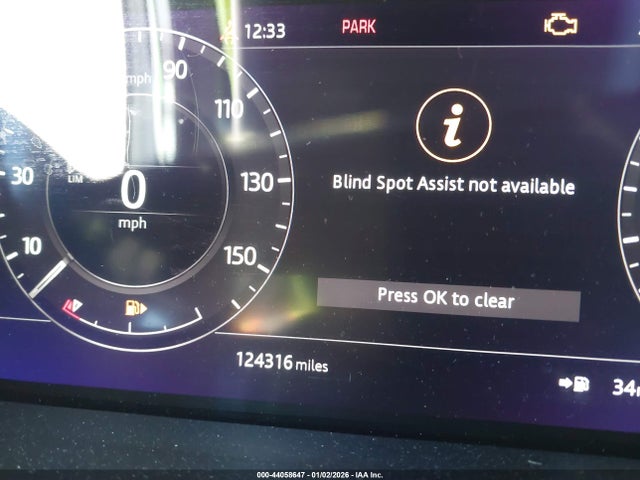 12:33
PARK
mph
90
110
30
LIM
0
130
mph
10
150
Blind Spot Assist not available
Press OK to clear
124316 miles
34
000-44058647 - 01/02/2026 - IAA Inc.